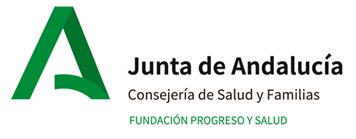 Junta de Andalucía
Consejería de Salud y Familias
FUNDACIÓN PROGRESO Y SALUD